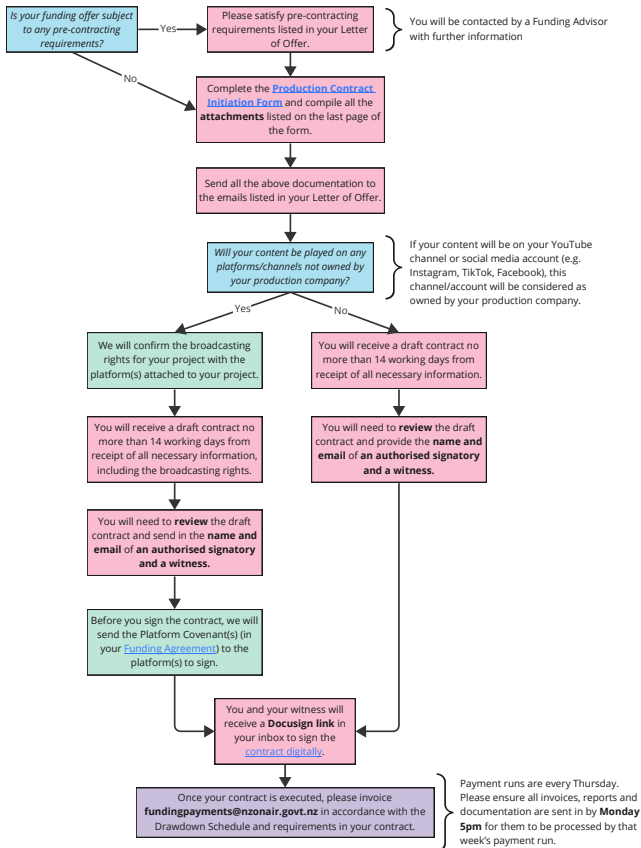 Is your funding offer subject
to any pre-contracting
requirements?
Yes
Please satisfy pre-contracting
requirements listed in your Letter
of Offer.
You will be contacted by a Funding Advisor
with further information
No
Complete the Production Contract
Initiation Form and compile all the
attachments listed on the last page of
the form.
Send all the above documentation to
the emails listed in your Letter of Offer.
Will your content be played on any
platforms/channels not owned by
your production company?
If your content will be on your YouTube
channel or social media account (e.g.
Instagram, TikTok, Facebook), this
channel/account will be considered as
owned by your production company.
Yes
No
We will confirm the broadcasting
rights for your project with the
platform(s) attached to your project.
You will receive a draft contract no
more than 14 working days from
receipt of all necessary information.
You will receive a draft contract no
more than 14 working days from
receipt of all necessary information,
including the broadcasting rights.
You will need to review the draft
contract and provide the name and
email of an authorised signatory
and a witness.
You will need to review the draft
contract and send in the name and
email of an authorised signatory
and a witness.
Before you sign the contract, we will
send the Platform Covenant(s) (in
your Funding Agreement) to the
platform(s) to sign.
You and your witness will
receive a Docusign link in
your inbox to sign the
contract digitally.
Once your contract is executed, please invoice
fundingpayments@nzonair.govt.nz in accordance with the
Drawdown Schedule and requirements in your contract.
Payment runs are every Thursday.
Please ensure all invoices, reports and
documentation are sent in by Monday
5pm for them to be processed by that
week's payment run.